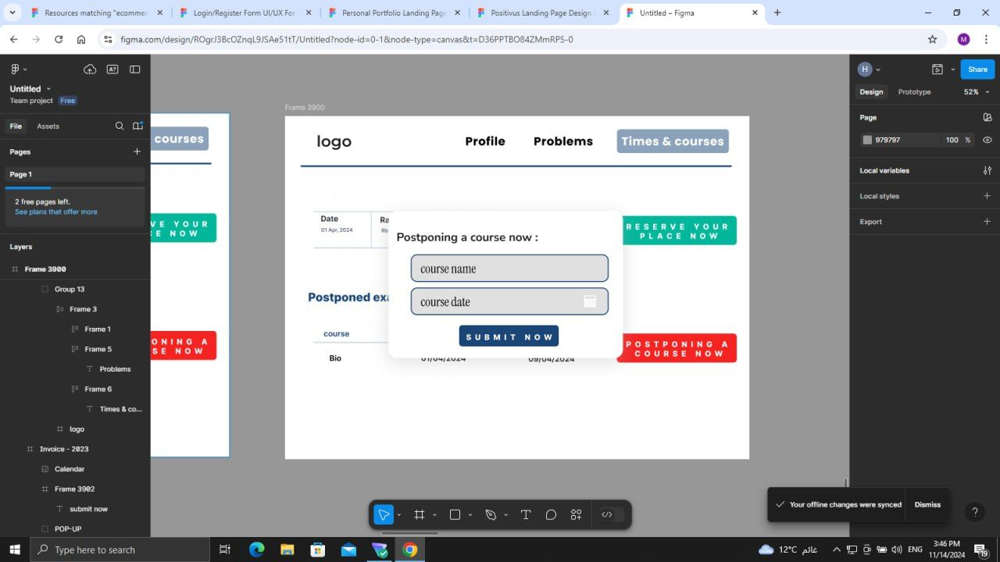 Resources matching "ecommer
Login/Register Form UI/UX For
Personal Portfolio Landing Page
Positivus Landing Page Design
Untitled – Figma
figma.com/design/ROgrJ3BcOZnqL9JSAe51tT/Untitled?node-id=0-1&node-type=canvas&t=D36PPTBO84ZMmRP5-0
M
A?
H
Share
Untitled
Team project
Free
Design
Prototype
52%
File
Assets
Page
979797
100
%
Pages
Page 1
2 free pages left.
See plans that offer more
Local variables
Local styles
Export
Layers
Frame 3900
Group 13
Frame 3
Frame 1
Frame 5
Problems
Frame 6
Times & co...
logo
Invoice - 2023
Calendar
Frame 3902
submit now
POP-UP
courses
VE YOUR
CE NOW
ONING A
SE NOW
Frame 3900
logo
Profile
Problems
Times & courses
Date
01 Apr, 2024
Ra
Rb
RESERVE YOUR
PLACE NOW
Postponing a course now :
course name
course date
SUBMIT NOW
Postponed exa
course
Bio
01/04/2024
09/04/2024
POSTPONING A
COURSE NOW
Your offline changes were synced
Dismiss
?
Type here to search
12°C
غائم
ENG
3:46 PM
11/14/2024